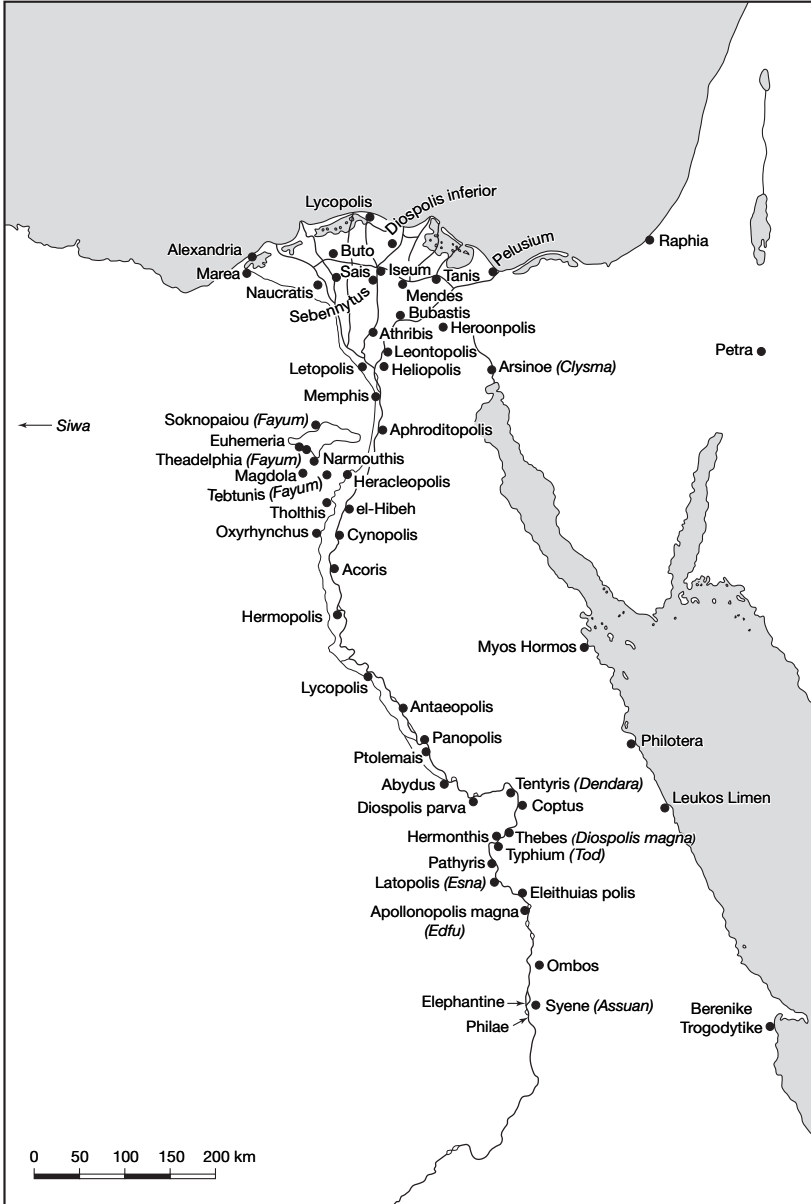 Lycopolis
Diospolis inferior
Alexandria
Buto
Pelusium
Raphia
Marea
Sais
Iseum
Tanis
Naucratis
Sebennytus
Mendes
Bubastis
Athribis
Heroonpolis
Leontopolis
Petra
Letopolis
Heliopolis
Arsinoe (Clysma)
Memphis
Soknopaiou (Fayum)
Siwa
Aphroditopolis
Euhemeria
Theadelphia (Fayum)
Narmouthis
Magdola
Heracleopolis
Tebtunis (Fayum)
Tholthis
el-Hibeh
Oxyrhynchus
Cynopolis
Acoris
Hermopolis
Myos Hormos
Lycopolis
Antaeopolis
Panopolis
Philotera
Ptolemais
Abydus
Tentyris (Dendara)
Diospolis parva
Coptus
Leukos Limen
Hermonthis
Thebes (Diospolis magna)
Typhium (Tod)
Pathyris
Latopolis (Esna)
Eleithuias polis
Apollonopolis magna
(Edfu)
Ombos
Elephantine
Syene (Assuan)
Berenike
Trogodytike
Philae
0 50 100 150 200 km